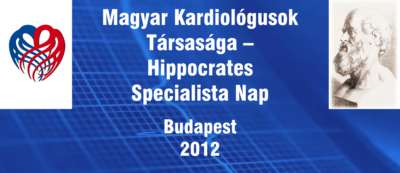 Magyar Kardiológusok
Társasága –
Hippocrates
Specialista Nap
Budapest
2012